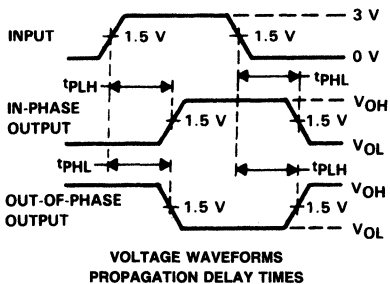 3 V
INPUT 1.5 V 1.5 V
0 V
tPLH tPHL
IN-PHASE OUTPUT 1.5 V 1.5 V
VOH
VOL
tPHL tPLH
OUT-OF-PHASE OUTPUT 1.5 V 1.5 V
VOH
VOL
VOLTAGE WAVEFORMS
PROPAGATION DELAY TIMES